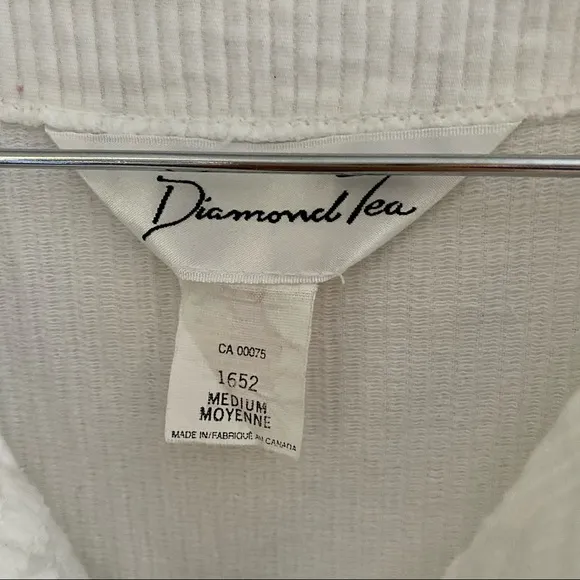 Diamond Tea
CA 00075
1652
MEDIUM
MOYENNE
MADE IN/FABRIQUÉ AU CANADA